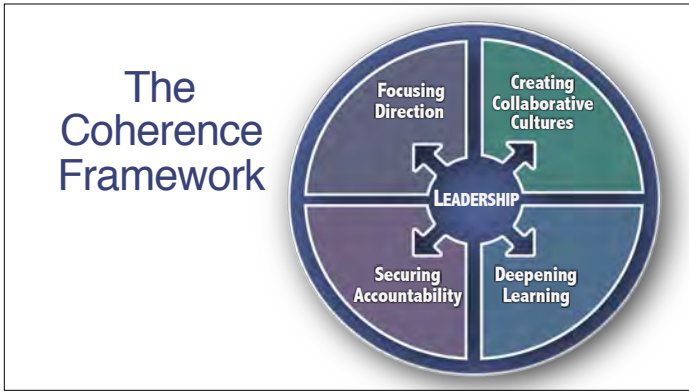 The
Coherence
Framework
Focusing
Direction
Creating
Collaborative
Cultures
LEADERSHIP
Securing
Accountability
Deepening
Learning